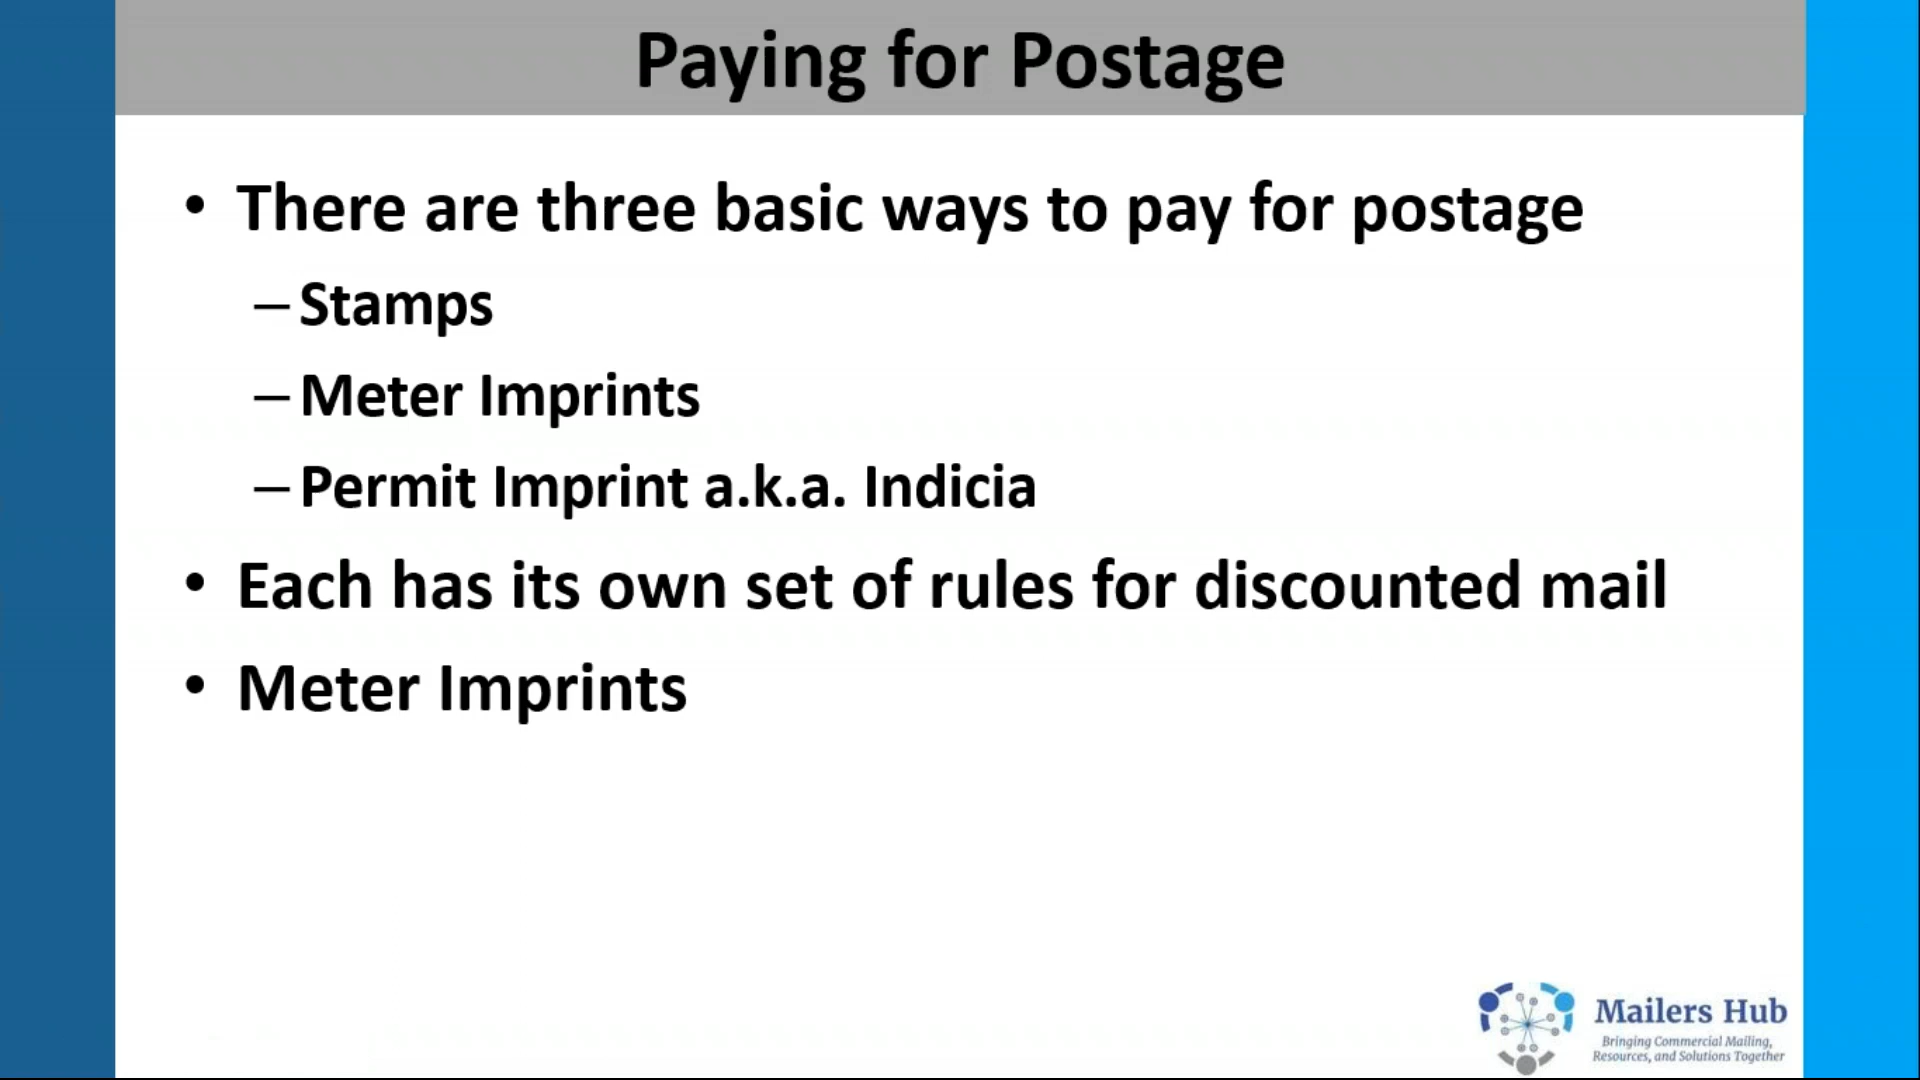 Paying for Postage
• There are three basic ways to pay for postage
– Stamps
– Meter Imprints
– Permit Imprint a.k.a. Indicia
• Each has its own set of rules for discounted mail
• Meter Imprints
Mailers Hub
Bringing Commercial Mailing,
Resources, and Solutions Together